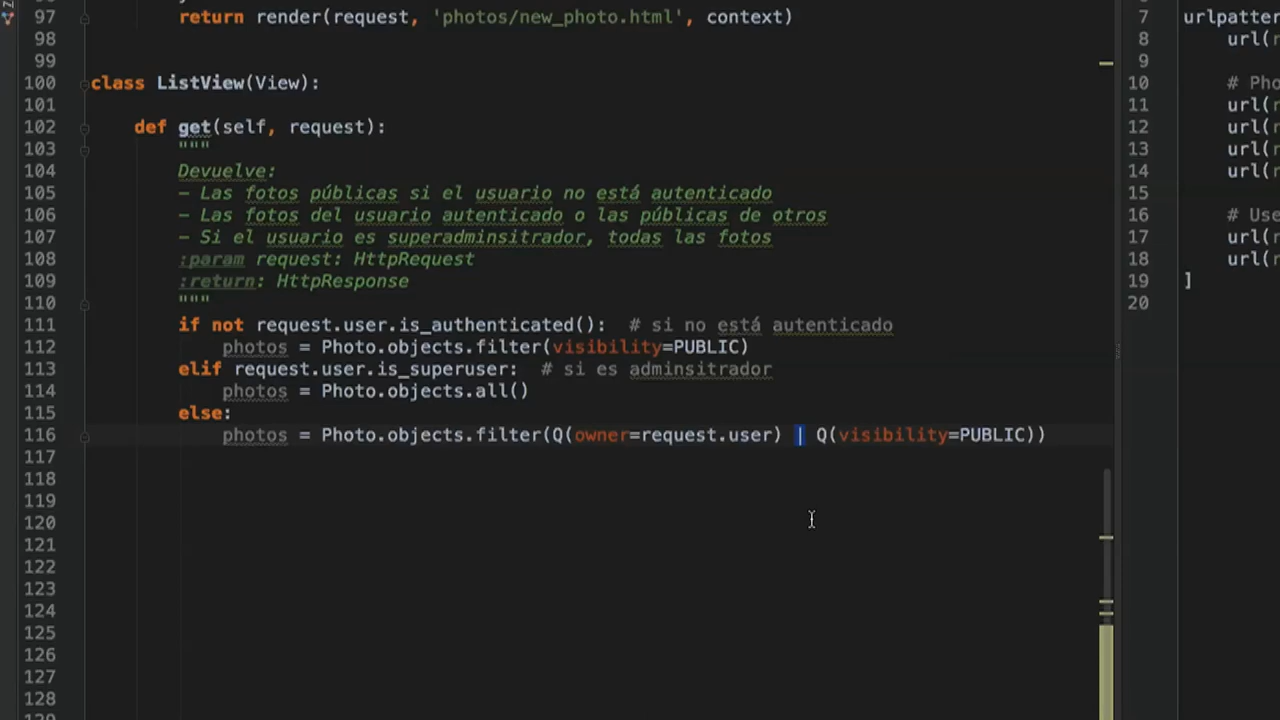 97 return render(request, 'photos/new_photo.html', context)
98
99
100 class ListView(View):
101
102 def get(self, request):
103 """
104 Devuelve:
105 - Las fotos públicas si el usuario no está autenticado
106 - Las fotos del usuario autenticado o las públicas de otros
107 - Si el usuario es superadminsitrador, todas las fotos
108 :param request: HttpRequest
109 :return: HttpResponse
110 """
111 if not request.user.is_authenticated(): # si no está autenticado
112 photos = Photo.objects.filter(visibility=PUBLIC)
113 elif request.user.is_superuser: # si es adminsitrador
114 photos = Photo.objects.all()
115 else:
116 photos = Photo.objects.filter(Q(owner=request.user) | Q(visibility=PUBLIC))
117
118
119
120
121
122
123
124
125
126
127
128
7 urlpatter
8 url(r
9
10 # Pho
11 url(r
12 url(r
13 url(r
14 url(r
15
16 # Use
17 url(r
18 url(r
19 ]
20